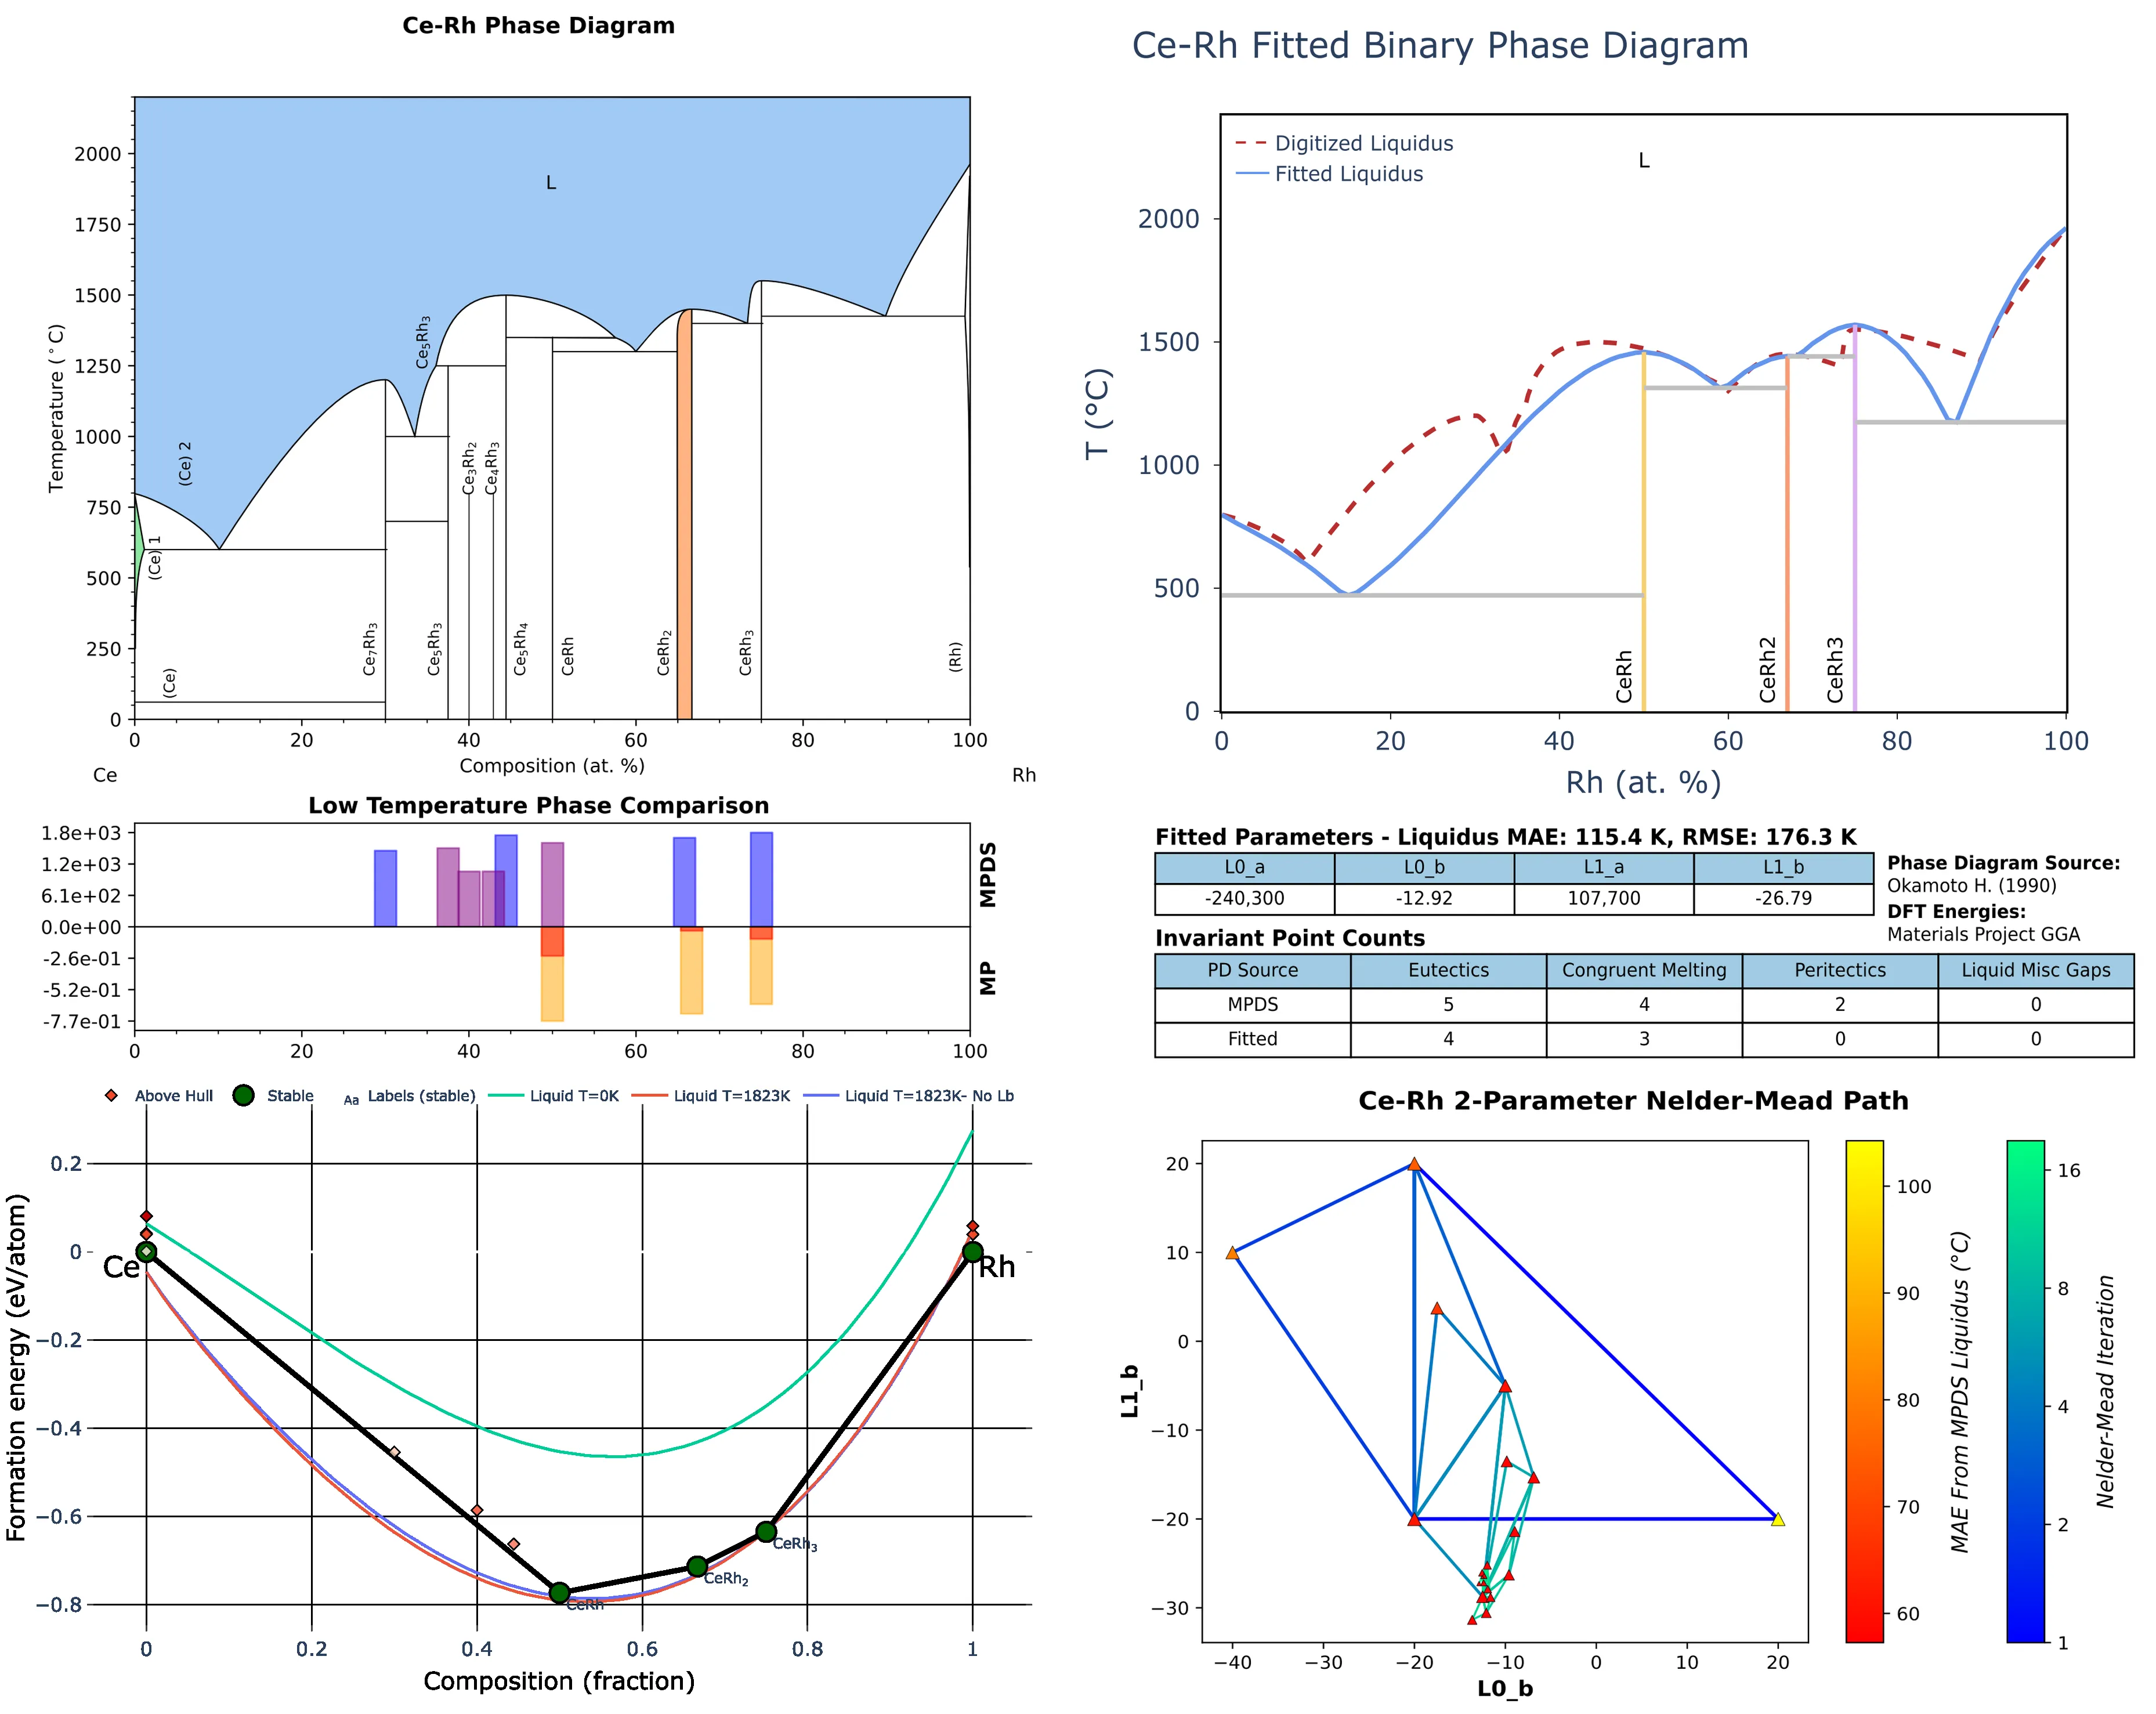 Ce-Rh Phase Diagram
Temperature (°C)
2000
1750
1500
1250
1000
750
500
250
0
L
(Ce) 2
(Ce) 1
(Ce)
Ce₇Rh₃
Ce₅Rh₃
Ce₅Rh₃
Ce₃Rh₂
Ce₄Rh₃
Ce₅Rh₄
CeRh
CeRh₂
CeRh₃
(Rh)
0 20 40 60 80 100
Composition (at. %)
Ce Rh
Ce-Rh Fitted Binary Phase Diagram
Digitized Liquidus
Fitted Liquidus
L
T (°C)
2000
1500
1000
500
0
CeRh
CeRh2
CeRh3
0 20 40 60 80 100
Rh (at. %)
Low Temperature Phase Comparison
1.8e+03
1.2e+03
6.1e+02
0.0e+00
-2.6e-01
-5.2e-01
-7.7e-01
MPDS
MP
0 20 40 60 80 100
Fitted Parameters - Liquidus MAE: 115.4 K, RMSE: 176.3 K
L0_a L0_b L1_a L1_b
-240,300 -12.92 107,700 -26.79
Phase Diagram Source:
Okamoto H. (1990)
DFT Energies:
Materials Project GGA
Invariant Point Counts
PD Source Eutectics Congruent Melting Peritectics Liquid Misc Gaps
MPDS 5 4 2 0
Fitted 4 3 0 0
Above Hull Stable Aa Labels (stable) Liquid T=0K Liquid T=1823K Liquid T=1823K- No Lb
Formation energy (eV/atom)
0.2
0
−0.2
−0.4
−0.6
−0.8
Ce
Rh
CeRh
CeRh₂
CeRh₃
0 0.2 0.4 0.6 0.8 1
Composition (fraction)
Ce-Rh 2-Parameter Nelder-Mead Path
L1_b
20
10
0
−10
−20
−30
−40 −30 −20 −10 0 10 20
L0_b
100
90
80
70
60
MAE From MPDS Liquidus (°C)
16
8
4
2
1
Nelder-Mead Iteration